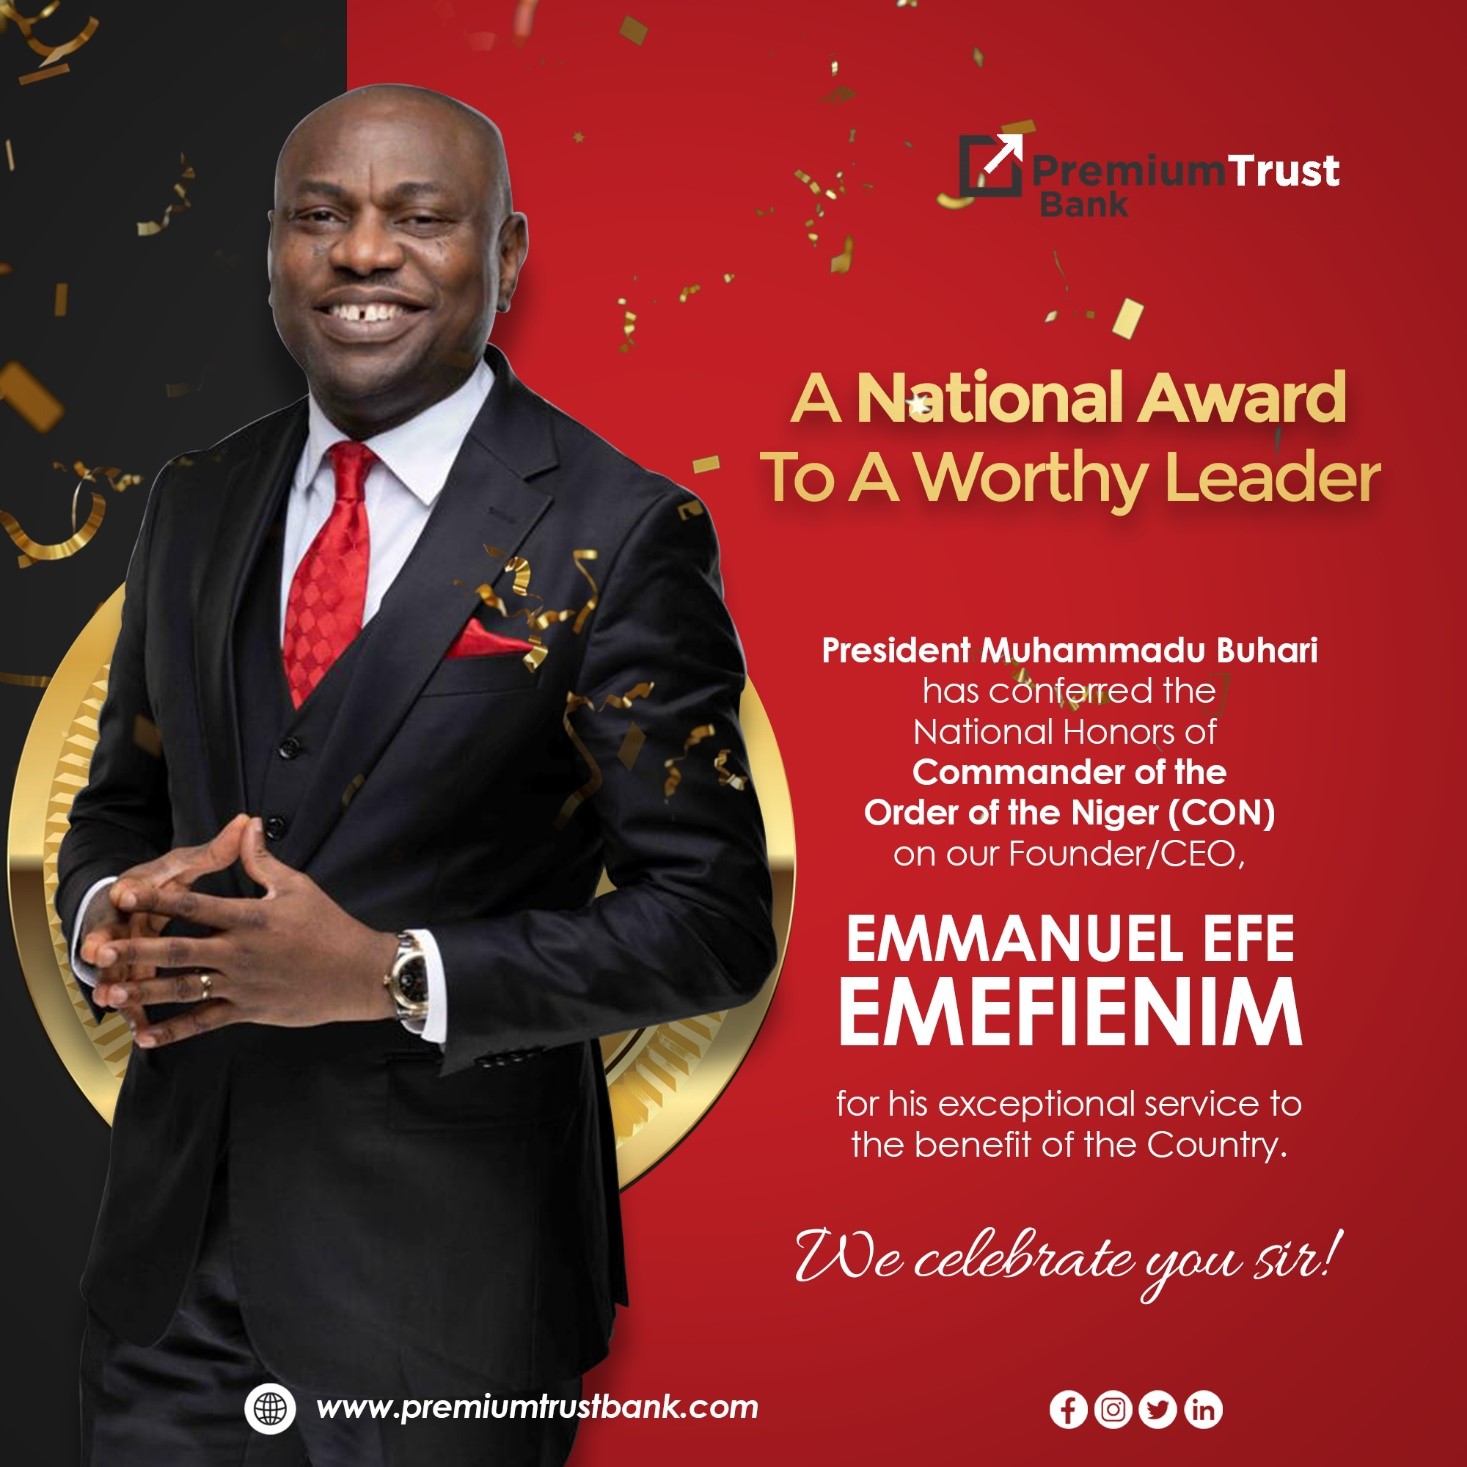 PremiumTrust
Bank
A National Award
To A Worthy Leader
President Muhammadu Buhari
has conferred the
National Honors of
Commander of the
Order of the Niger (CON)
on our Founder/CEO,
EMMANUEL EFE
EMEFIENIM
for his exceptional service to
the benefit of the Country.
We celebrate you sir!
www.premiumtrustbank.com